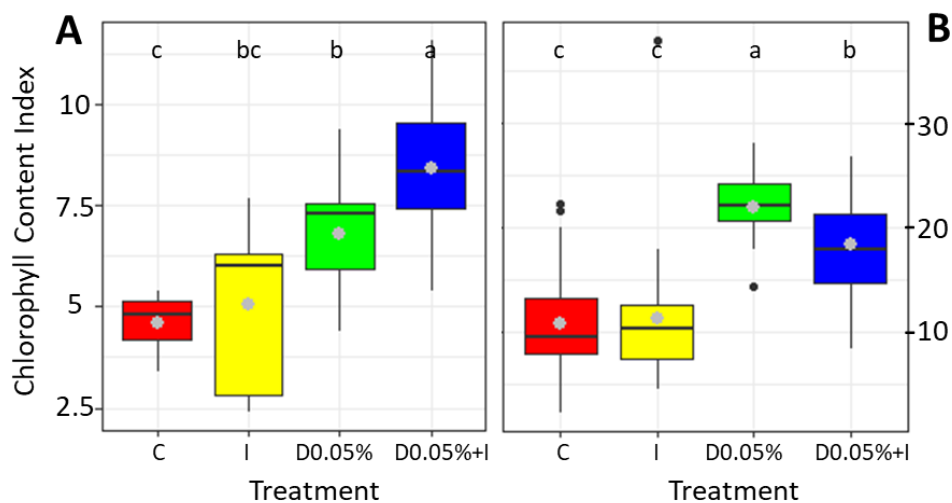 A
B
c bc b a
c c a b
Chlorophyll Content Index
10
7.5
5
2.5
30
20
10
C I D0.05% D0.05%+I
C I D0.05% D0.05%+I
Treatment
Treatment